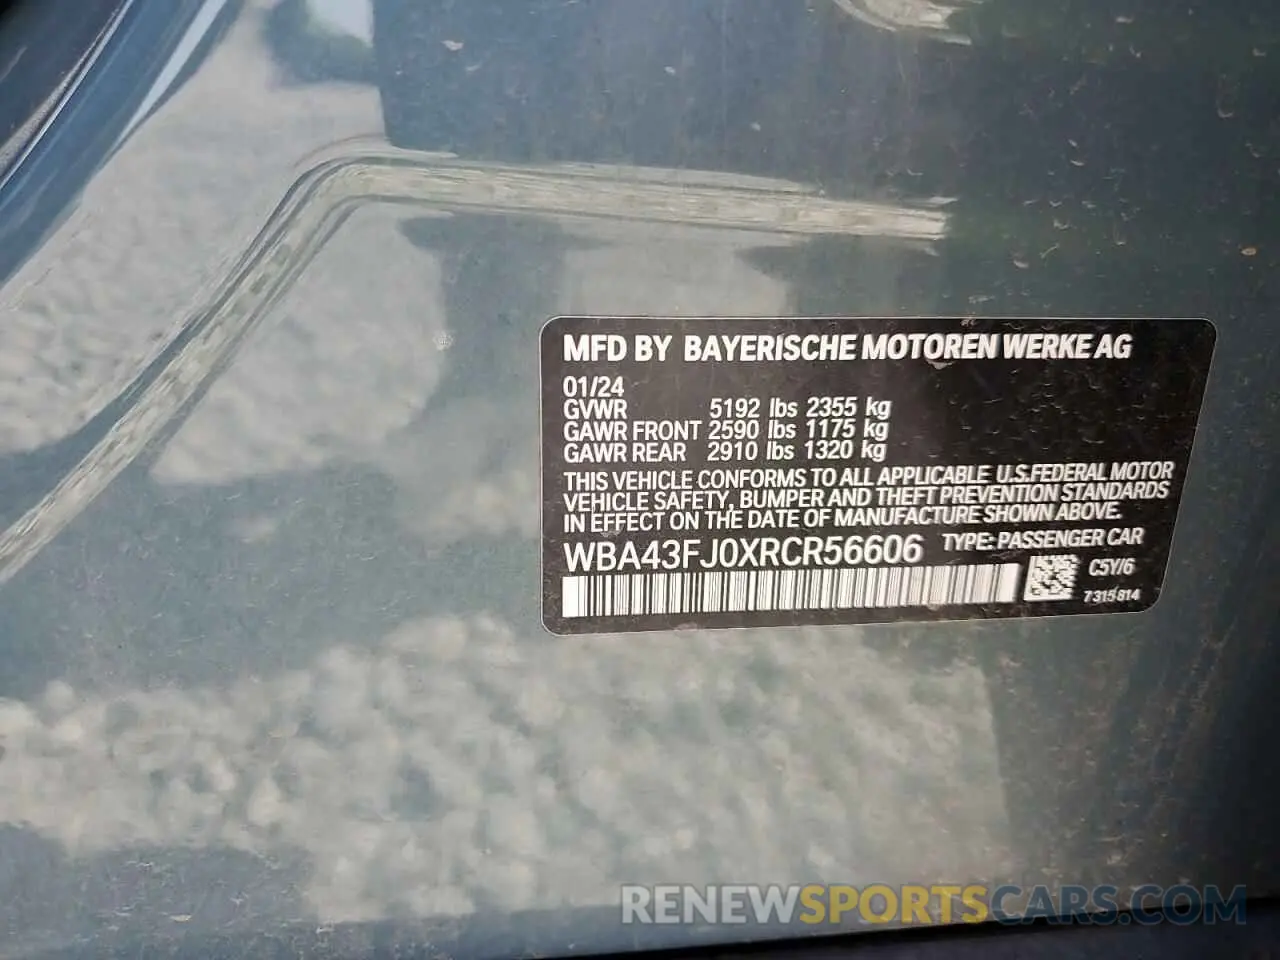 MFD BY BAYERISCHE MOTOREN WERKE AG
01/24
GVWR 5192 lbs 2355 kg
GAWR FRONT 2590 lbs 1175 kg
GAWR REAR 2910 lbs 1320 kg
THIS VEHICLE CONFORMS TO ALL APPLICABLE U.S.FEDERAL MOTOR
VEHICLE SAFETY, BUMPER AND THEFT PREVENTION STANDARDS
IN EFFECT ON THE DATE OF MANUFACTURE SHOWN ABOVE.
WBA43FJ0XRCR56606 TYPE: PASSENGER CAR
C5Y/6
7315814
RENEWSPORTSCARS.COM